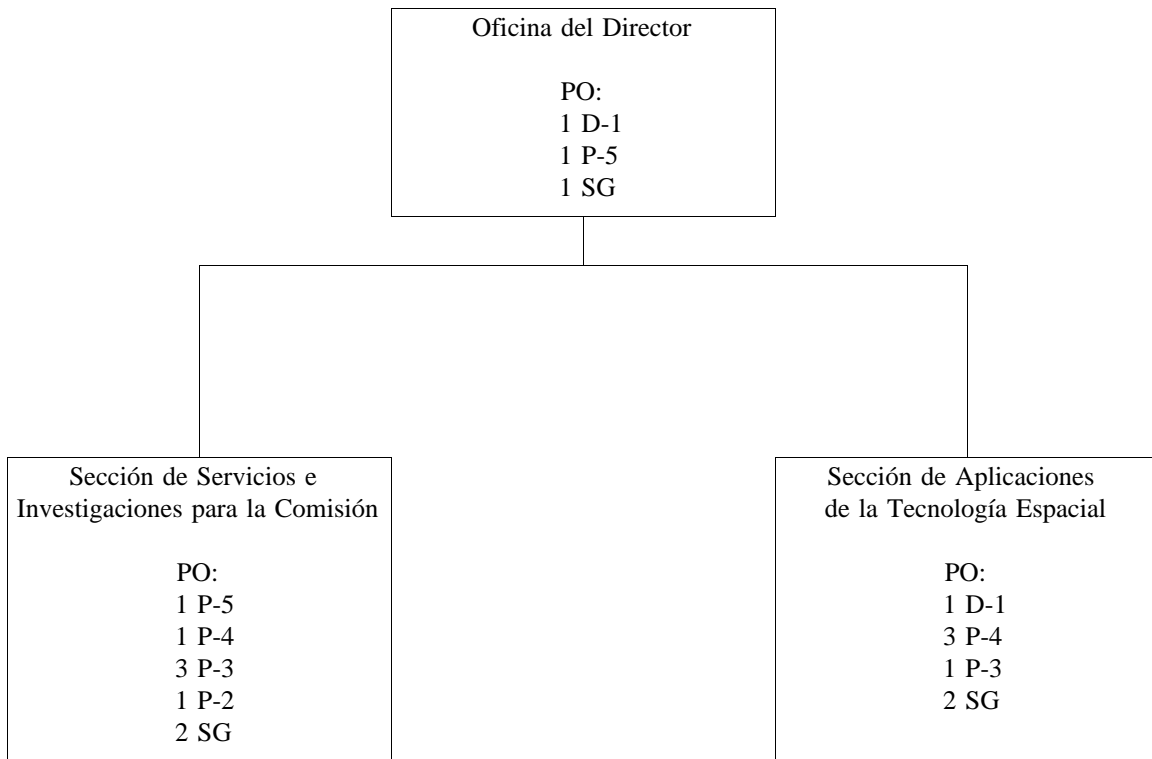 Oficina del Director
PO:
1 D-1
1 P-5
1 SG
Sección de Servicios e
Investigaciones para la Comisión
PO:
1 P-5
1 P-4
3 P-3
1 P-2
2 SG
Sección de Aplicaciones
de la Tecnología Espacial
PO:
1 D-1
3 P-4
1 P-3
2 SG